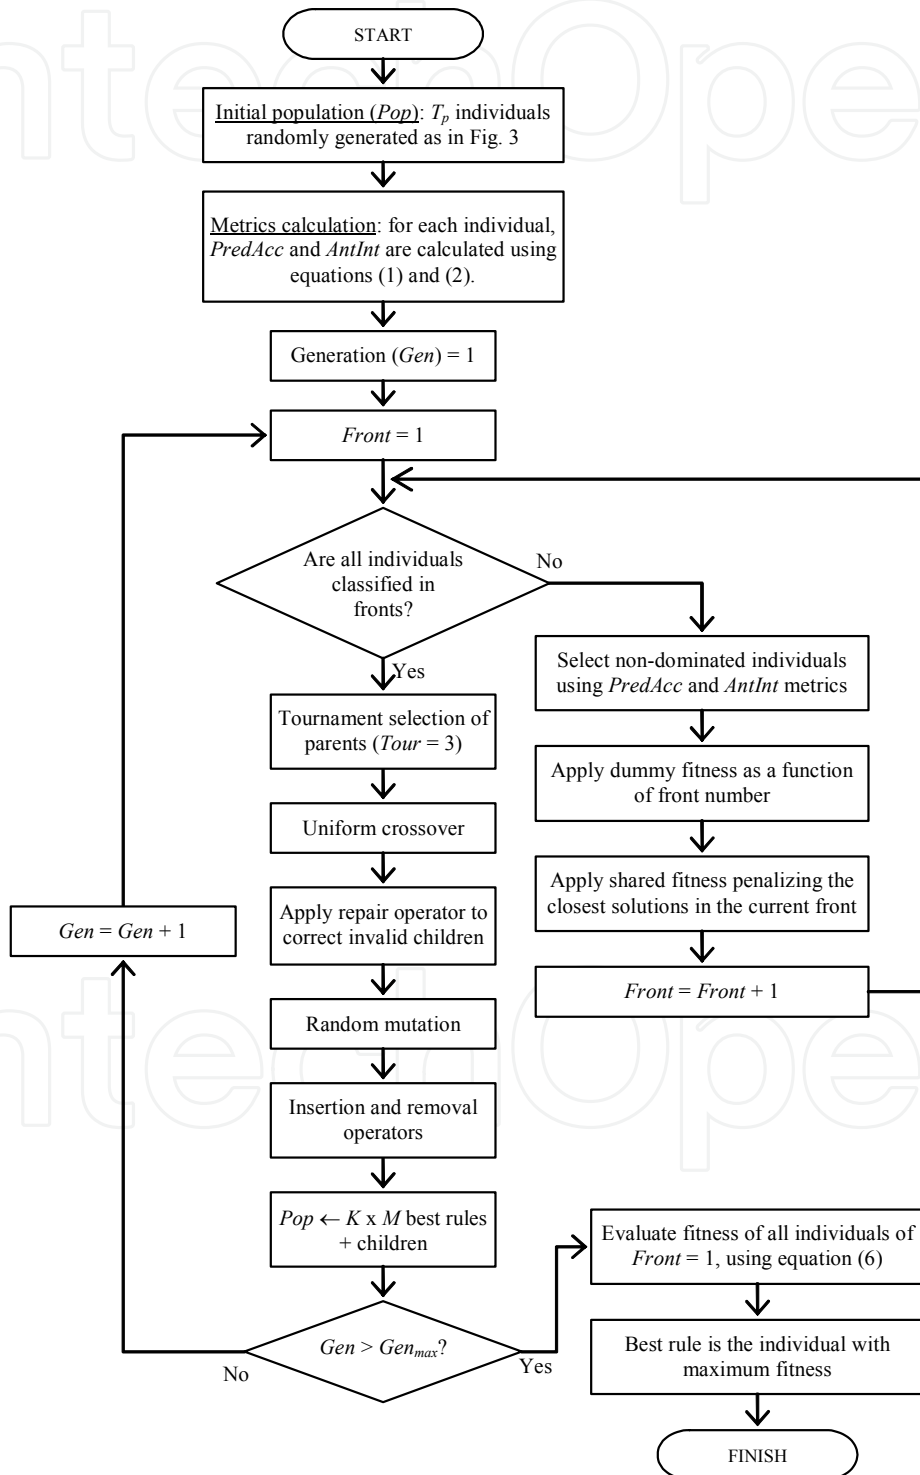 START
Initial population (Pop): Tp individuals
randomly generated as in Fig. 3
Metrics calculation: for each individual,
PredAcc and AntInt are calculated using
equations (1) and (2).
Generation (Gen) = 1
Front = 1
Are all individuals
classified in
fronts?
No
Yes
Select non-dominated individuals
using PredAcc and AntInt metrics
Apply dummy fitness as a function
of front number
Apply shared fitness penalizing the
closest solutions in the current front
Front = Front + 1
Tournament selection of
parents (Tour = 3)
Uniform crossover
Apply repair operator to
correct invalid children
Random mutation
Insertion and removal
operators
Pop ← K x M best rules
+ children
Gen > Genmax?
No
Yes
Gen = Gen + 1
Evaluate fitness of all individuals of
Front = 1, using equation (6)
Best rule is the individual with
maximum fitness
FINISH